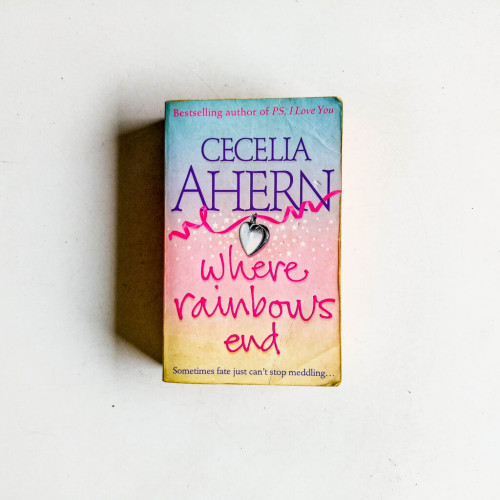 Bestselling author of PS, I Love You
CECELIA
AHERN
where
rainbows
end
Sometimes fate just can't stop meddling...